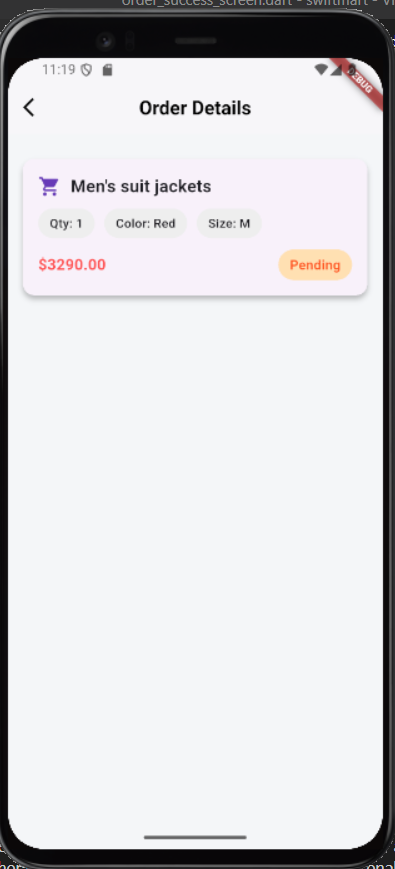 order_success_screen.dart - swiftmart - Vi
11:19
DEBUG
Order Details
Men's suit jackets
Qty: 1 Color: Red Size: M
$3290.00 Pending